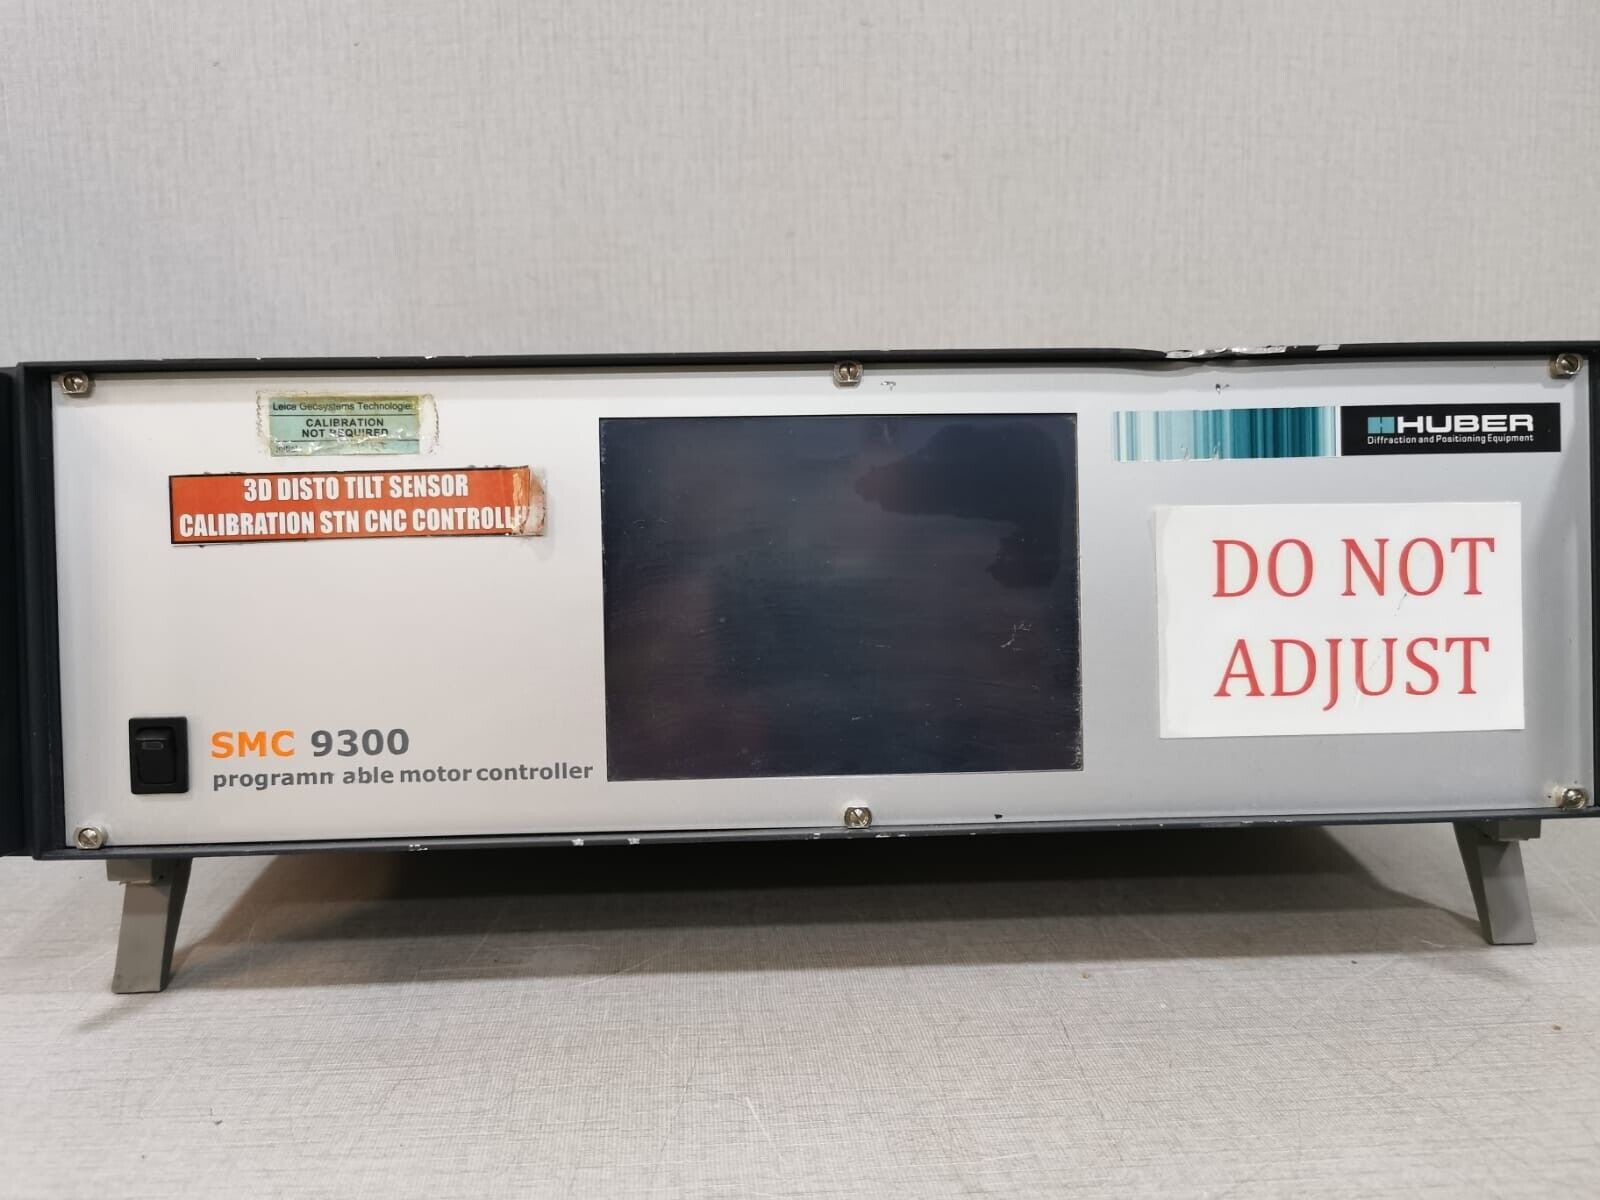 Leica Geosystems Technologies
CALIBRATION
NOT REQUIRED
3D DISTO TILT SENSOR
CALIBRATION STN CNC CONTROLLE
SMC 9300
programn able motor controller
HUBER
Diffraction and Positioning Equipment
DO NOT
ADJUST